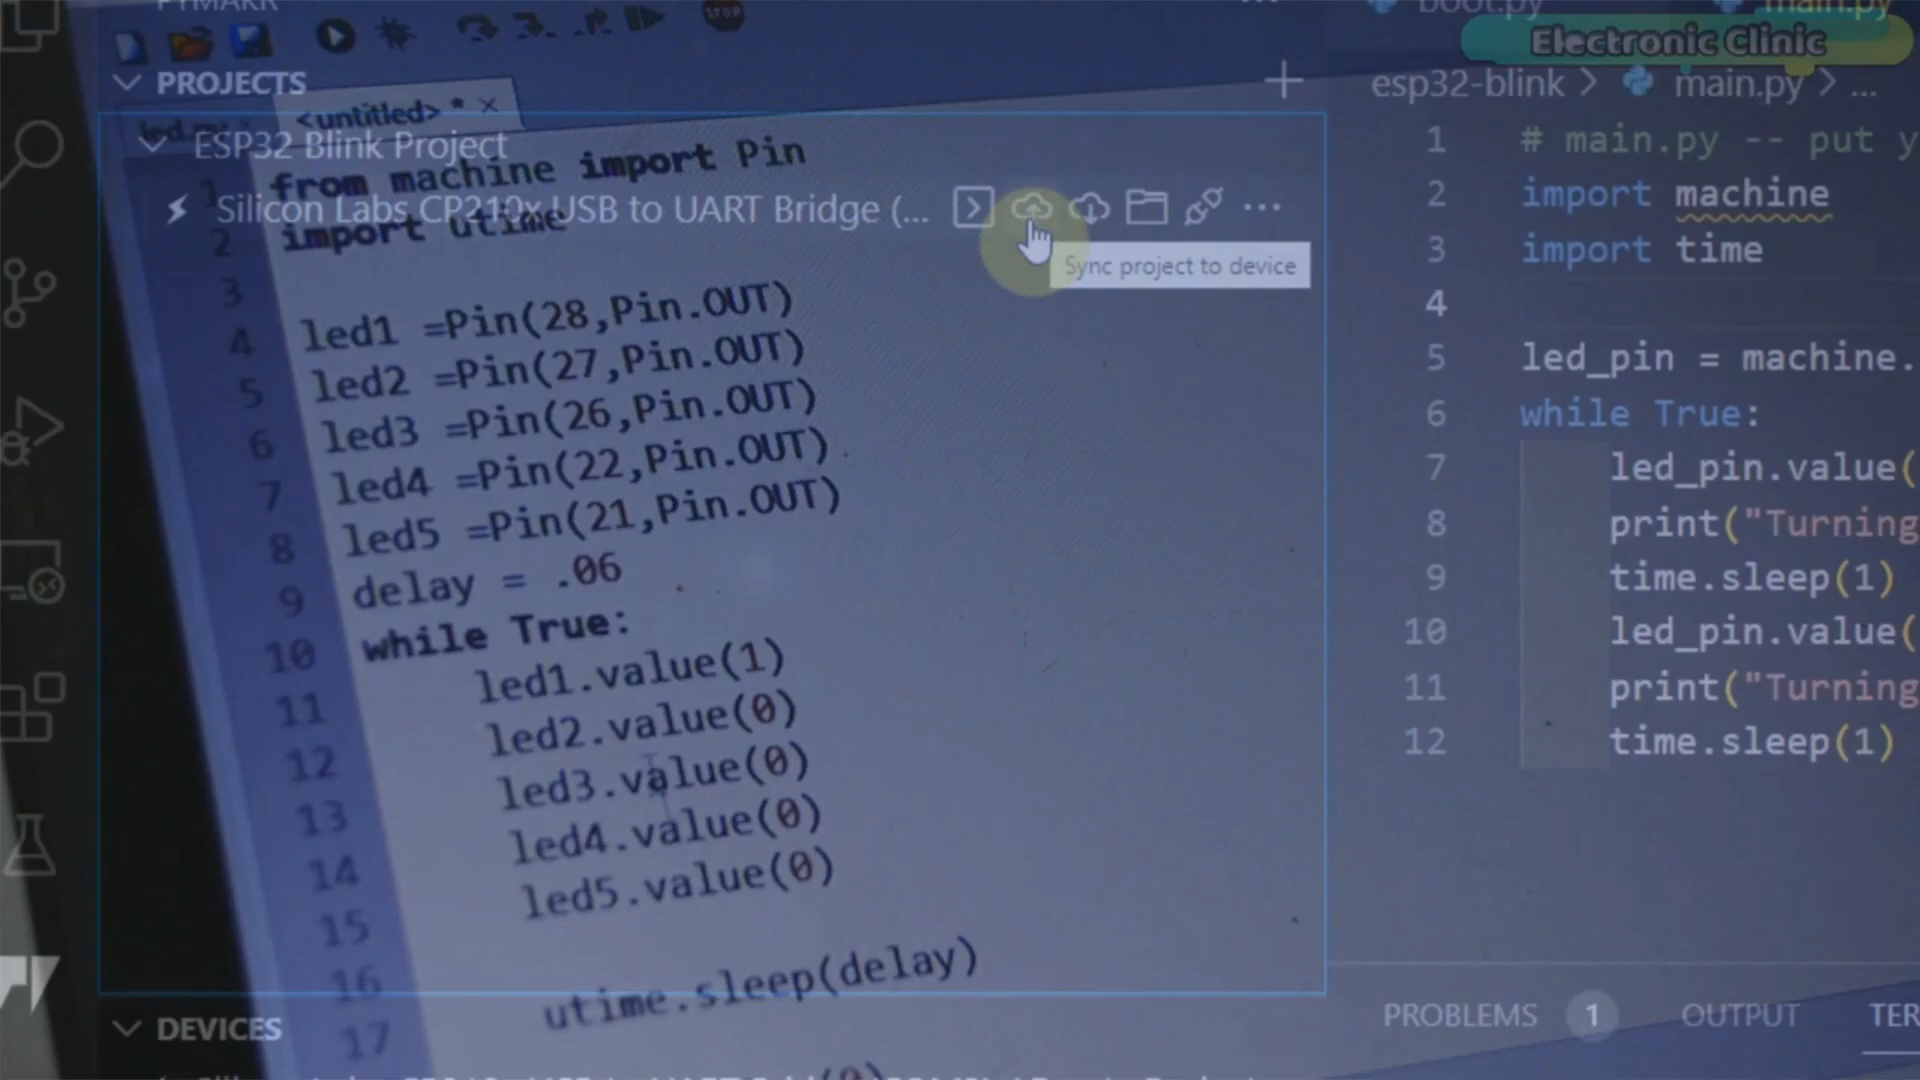 PYMAKR
PROJECTS
<untitled> *
ESP32 Blink Project
Silicon Labs CP210x USB to UART Bridge (...
Sync project to device
1 from machine import Pin
2 import utime
3
4 led1 =Pin(28,Pin.OUT)
5 led2 =Pin(27,Pin.OUT)
6 led3 =Pin(26,Pin.OUT)
7 led4 =Pin(22,Pin.OUT)
8 led5 =Pin(21,Pin.OUT)
9 delay = .06
10 while True:
11 led1.value(1)
12 led2.value(0)
13 led3.value(0)
14 led4.value(0)
15 led5.value(0)
16
17 utime.sleep(delay)
DEVICES
STOP
boot.py
main.py
Electronic Clinic
esp32-blink > main.py > ...
1 # main.py -- put y
2 import machine
3 import time
4
5 led_pin = machine.
6 while True:
7 led_pin.value(
8 print("Turning
9 time.sleep(1)
10 led_pin.value(
11 print("Turning
12 time.sleep(1)
PROBLEMS 1 OUTPUT TER